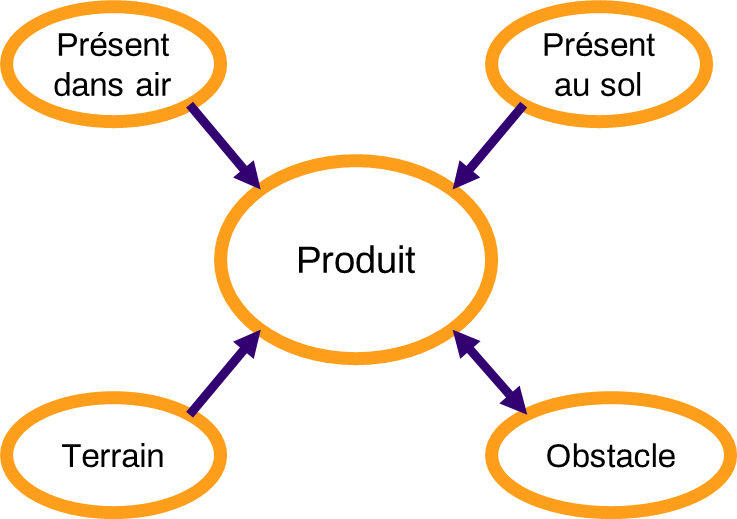 Présent
dans air
Présent
au sol
Produit
Terrain
Obstacle